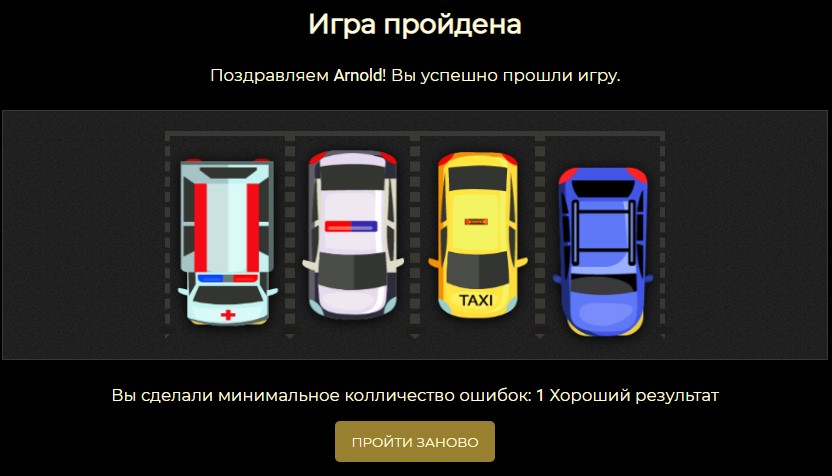 Игра пройдена
Поздравляем Arnold! Вы успешно прошли игру.
TAXI
Вы сделали минимальное колличество ошибок: 1 Хороший результат
ПРОЙТИ ЗАНОВО